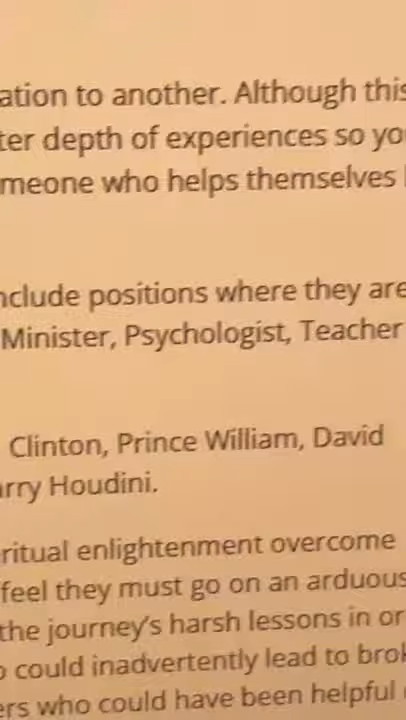 ation to another. Although this
ter depth of experiences so yo
meone who helps themselves
nclude positions where they are
Minister, Psychologist, Teacher
Clinton, Prince William, David
arry Houdini.
ritual enlightenment overcome
feel they must go on an arduous
the journey's harsh lessons in or
o could inadvertently lead to brok
ers who could have been helpful